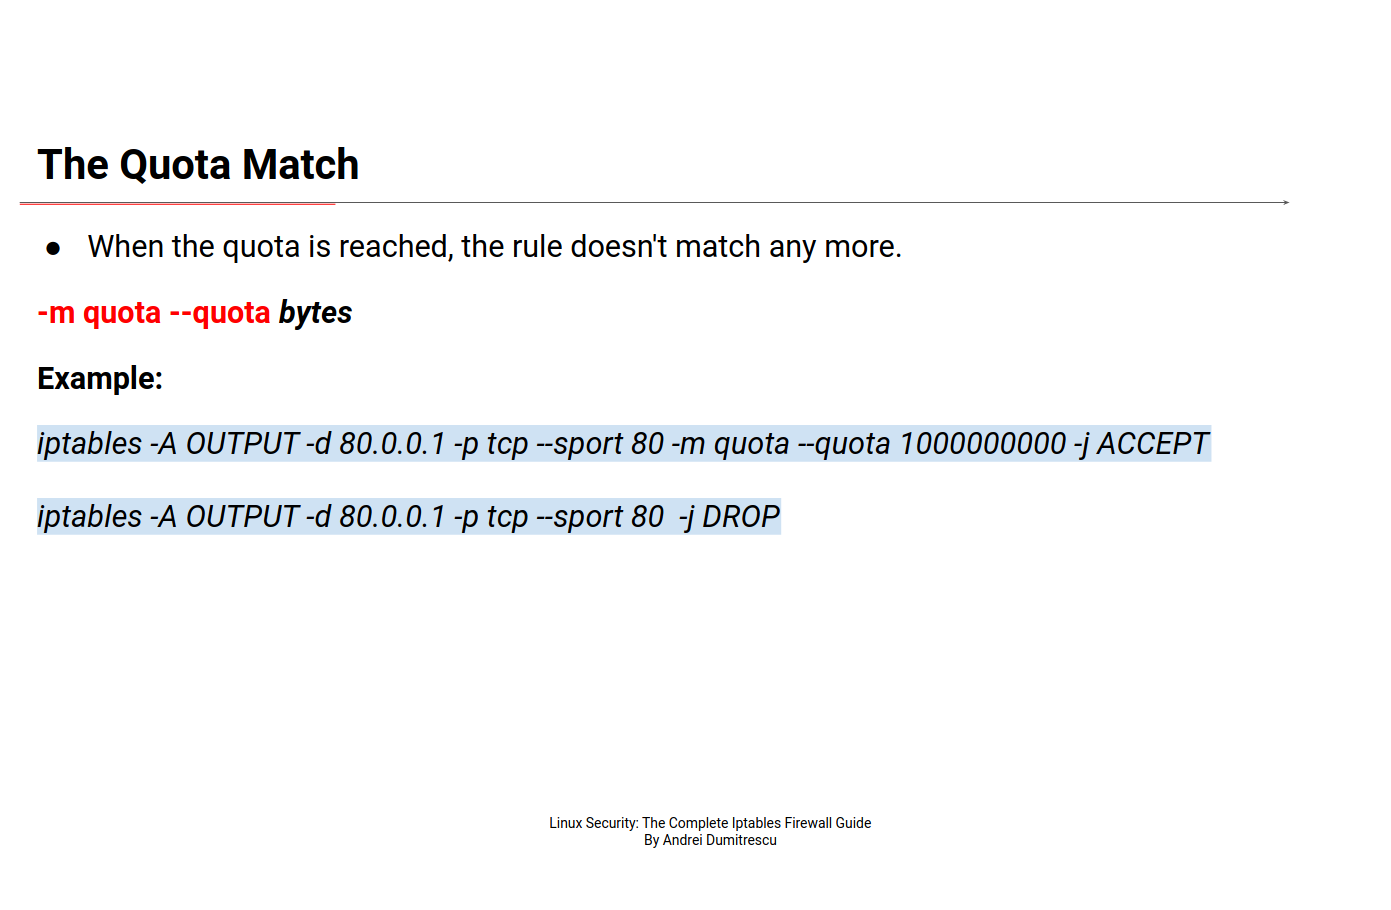 The Quota Match
● When the quota is reached, the rule doesn't match any more.
-m quota --quota bytes
Example:
iptables -A OUTPUT -d 80.0.0.1 -p tcp --sport 80 -m quota --quota 1000000000 -j ACCEPT
iptables -A OUTPUT -d 80.0.0.1 -p tcp --sport 80  -j DROP
Linux Security: The Complete Iptables Firewall Guide
By Andrei Dumitrescu